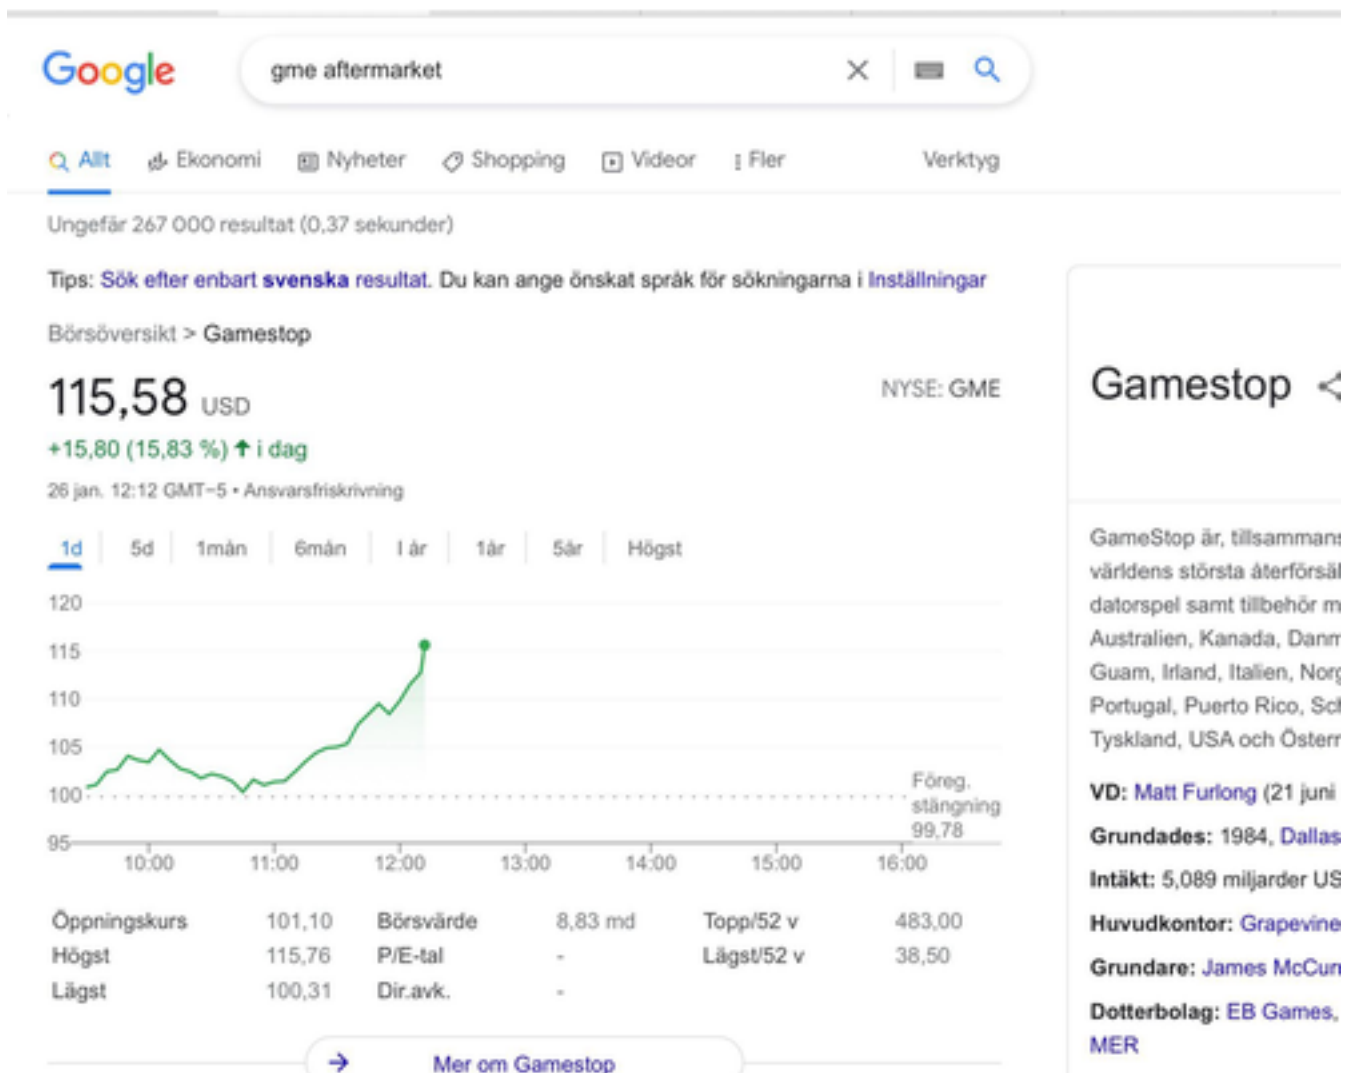 Google
gme aftermarket
Allt Ekonomi Nyheter Shopping Videor Fler Verktyg
Ungefär 267 000 resultat (0,37 sekunder)
Tips: Sök efter enbart svenska resultat. Du kan ange önskat språk för sökningarna i Inställningar
Börsöversikt > Gamestop
115,58 USD
NYSE: GME
+15,80 (15,83 %) ↑ i dag
26 jan. 12:12 GMT−5 • Ansvarsfriskrivning
1d 5d 1mån 6mån I år 1år 5år Högst
120
115
110
105
100
95
Föreg.
stängning
99,78
10:00 11:00 12:00 13:00 14:00 15:00 16:00
Öppningskurs 101,10 Börsvärde 8,83 md Topp/52 v 483,00
Högst 115,76 P/E-tal - Lägst/52 v 38,50
Lägst 100,31 Dir.avk. -
Mer om Gamestop
Gamestop
GameStop är, tillsammans
världens största
datorspel samt tillbehör
Australien, Kanada,
Guam, Irland, Italien,
Portugal, Puerto Rico,
Tyskland, USA och
VD: Matt Furlong (21 juni
Grundades: 1984, Dallas
Intäkt: 5,089 miljarder US
Huvudkontor: Grapevine
Grundare: James
Dotterbolag: EB Games,
MER